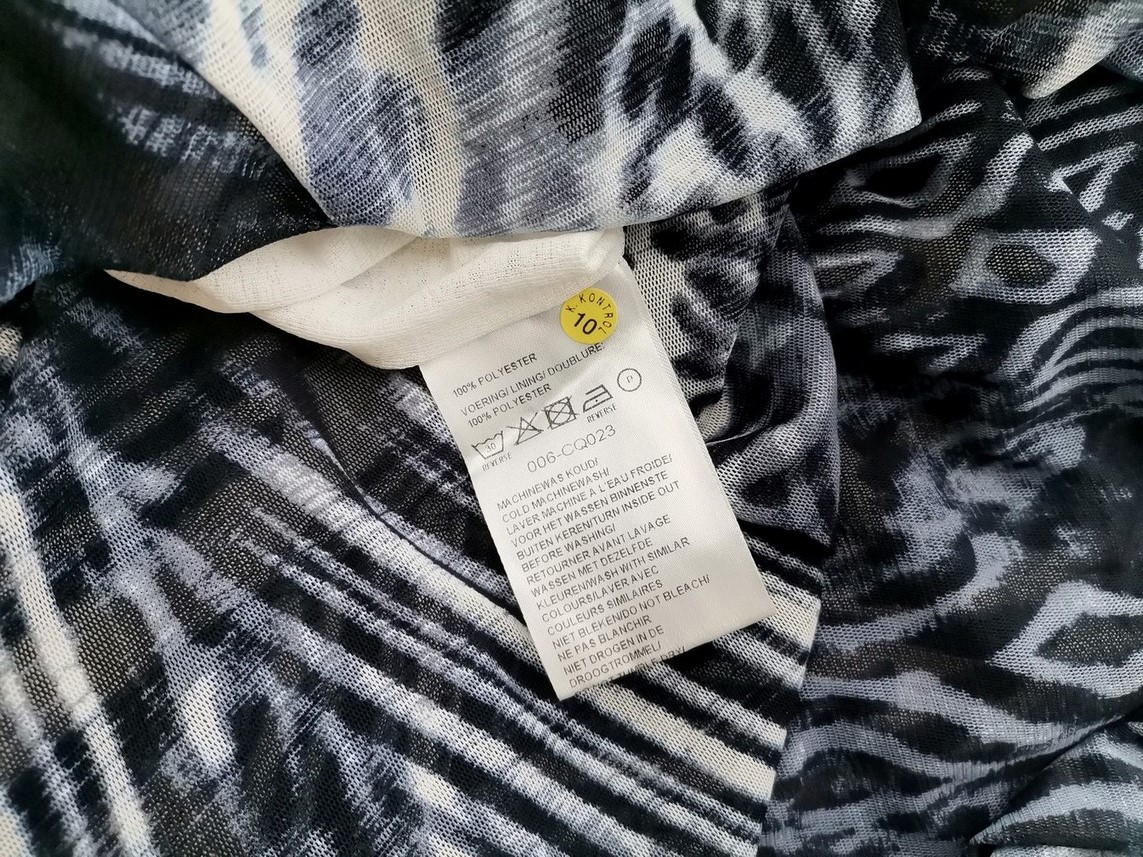 K. KONTROL
10
100% POLYESTER
VOERING/ LINING/ DOUBLURE:
100% POLYESTER
30
P
REVERSE
REVERSE
006-CQ023
MACHINEWAS KOUD/
COLD MACHINEWASH/
LAVER MACHINE A L'EAU FROIDE/
VOOR HET WASSEN BINNENSTE
BUITEN KEREN/TURN INSIDE OUT
BEFORE WASHING/
RETOURNER AVANT LAVAGE
WASSEN MET DEZELFDE
KLEUREN/WASH WITH SIMILAR
COLOURS/LAVER AVEC
COULEURS SIMILAIRES
NIET BLEKEN/DO NOT BLEACH/
NE PAS BLANCHIR
NIET DROGEN IN DE
DROOGTROMMEL/